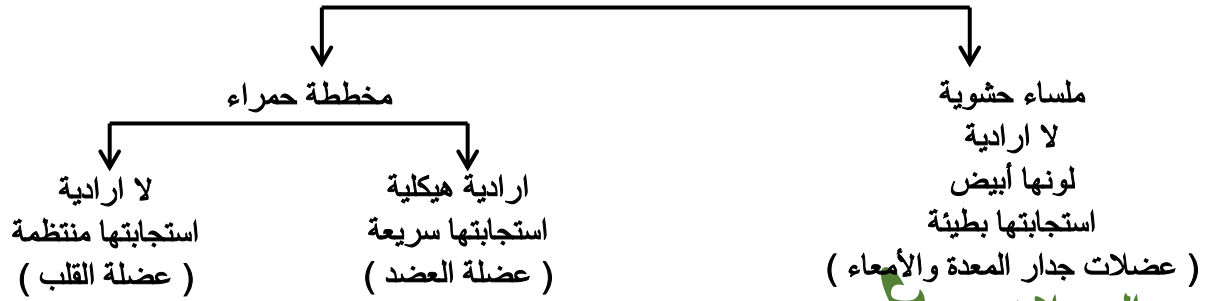 ملساء حشوية
لا ارادية
لونها أبيض
استجابتها بطيئة
( عضلات جدار المعدة والأمعاء )
مخططة حمراء
ارادية هيكلية
استجابتها سريعة
( عضلة العضد )
لا ارادية
استجابتها منتظمة
( عضلة القلب )